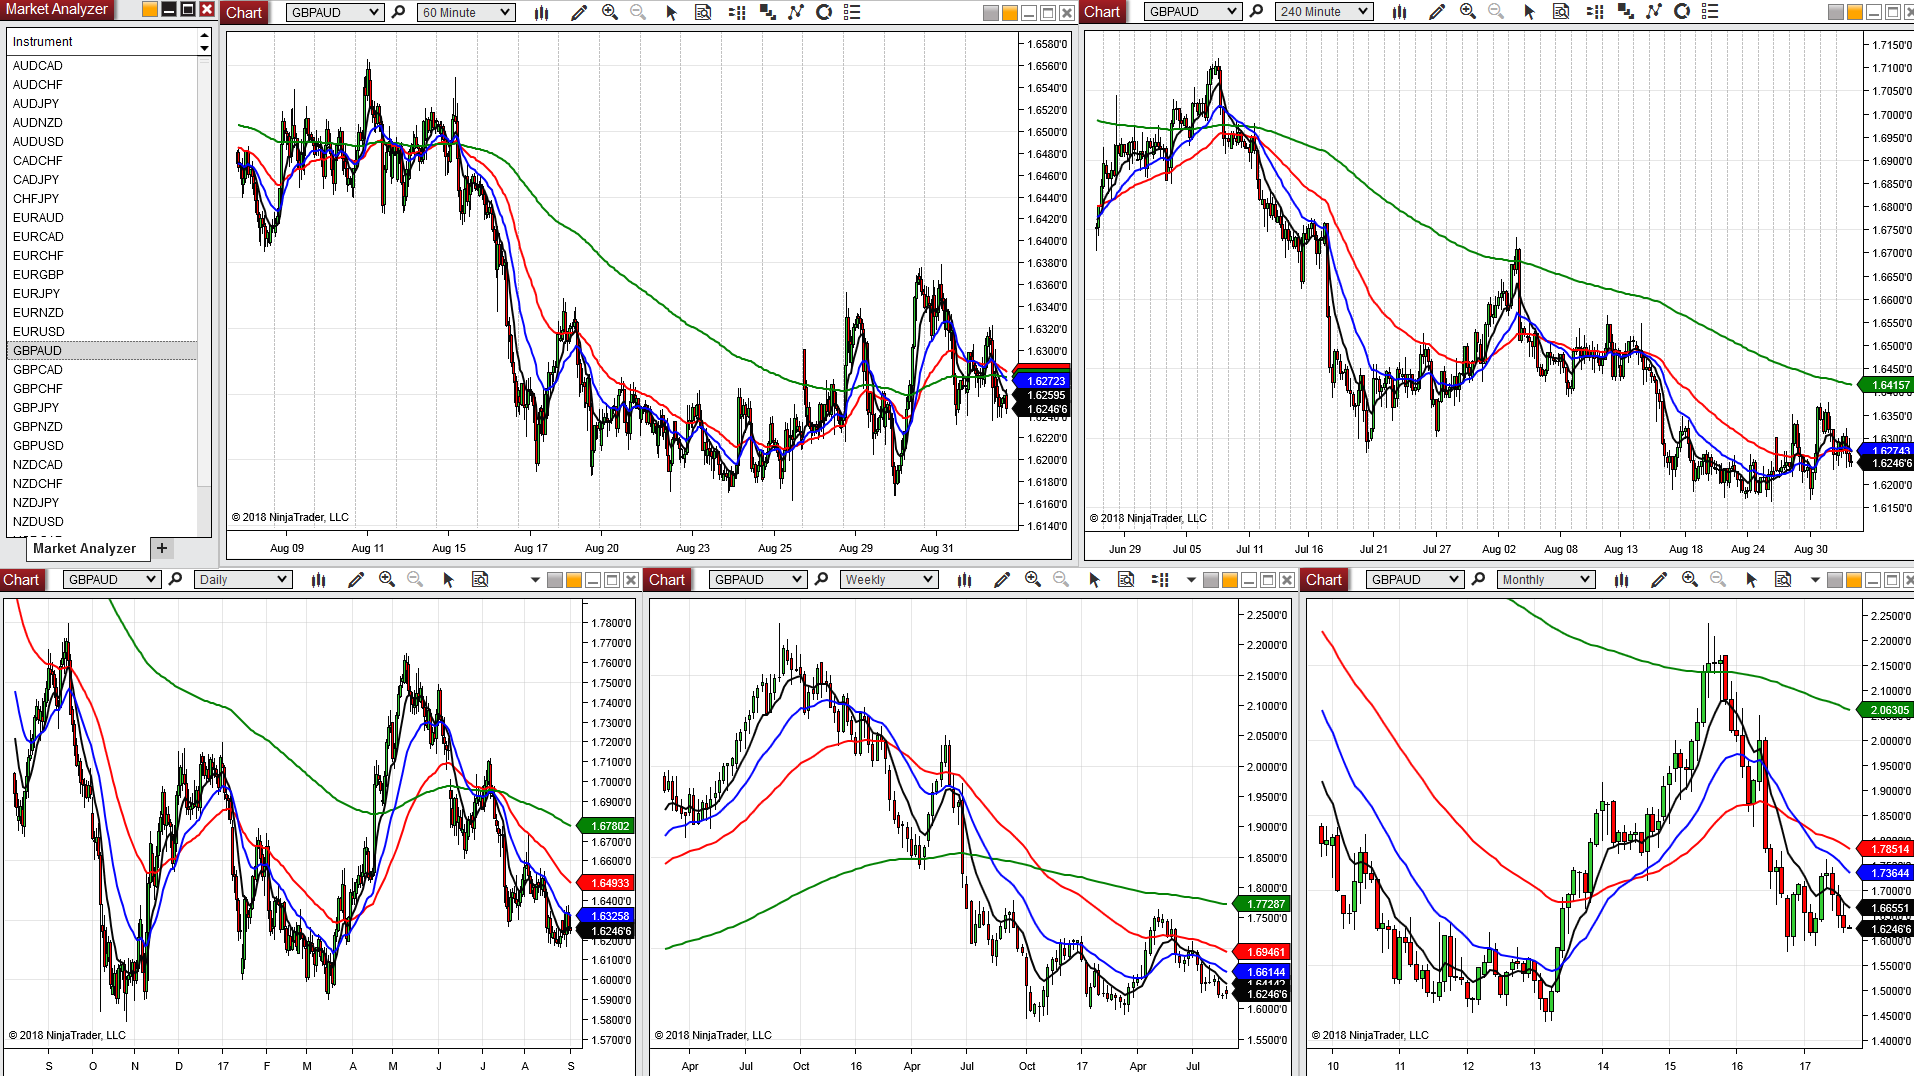 Market Analyzer
Instrument
AUDCAD
AUDCHF
AUDJPY
AUDNZD
AUDUSD
CADCHF
CADJPY
CHFJPY
EURAUD
EURCAD
EURCHF
EURGBP
EURJPY
EURNZD
EURUSD
GBPAUD
GBPCAD
GBPCHF
GBPJPY
GBPNZD
GBPUSD
NZDCAD
NZDCHF
NZDJPY
NZDUSD
Market Analyzer +
Chart GBPAUD 60 Minute
1.6580'0
1.6560'0
1.6540'0
1.6520'0
1.6500'0
1.6480'0
1.6460'0
1.6440'0
1.6420'0
1.6400'0
1.6380'0
1.6360'0
1.6340'0
1.6320'0
1.6300'0
1.62723
1.62595
1.6246'6
1.6220'0
1.6200'0
1.6180'0
1.6160'0
1.6140'0
© 2018 NinjaTrader, LLC
Aug 09 Aug 11 Aug 15 Aug 17 Aug 20 Aug 23 Aug 25 Aug 29 Aug 31
Chart GBPAUD 240 Minute
1.7150'0
1.7100'0
1.7050'0
1.7000'0
1.6950'0
1.6900'0
1.6850'0
1.6800'0
1.6750'0
1.6700'0
1.6650'0
1.6600'0
1.6550'0
1.6500'0
1.6450'0
1.64157
1.6350'0
1.6300'0
1.62743
1.6246'6
1.6200'0
1.6150'0
© 2018 NinjaTrader, LLC
Jun 29 Jul 05 Jul 11 Jul 16 Jul 21 Jul 27 Aug 02 Aug 08 Aug 13 Aug 18 Aug 24 Aug 30
Chart GBPAUD Daily
1.7800'0
1.7700'0
1.7600'0
1.7500'0
1.7400'0
1.7300'0
1.7200'0
1.7100'0
1.7000'0
1.6900'0
1.67802
1.6700'0
1.6600'0
1.64933
1.6400'0
1.63258
1.6246'6
1.6200'0
1.6100'0
1.6000'0
1.5900'0
1.5800'0
1.5700'0
© 2018 NinjaTrader, LLC
S O N D 17 F M A M J J A S
Chart GBPAUD Weekly
2.2500'0
2.2000'0
2.1500'0
2.1000'0
2.0500'0
2.0000'0
1.9500'0
1.9000'0
1.8500'0
1.8000'0
1.77287
1.7500'0
1.69461
1.66144
1.6246'6
1.6000'0
1.5500'0
© 2018 NinjaTrader, LLC
Apr Jul Oct 16 Apr Jul Oct 17 Apr Jul
Chart GBPAUD Monthly
2.2500'0
2.2000'0
2.1500'0
2.1000'0
2.06305
2.0000'0
1.9500'0
1.9000'0
1.8500'0
1.78514
1.73644
1.7000'0
1.66551
1.6246'6
1.6000'0
1.5500'0
1.5000'0
1.4500'0
1.4000'0
© 2018 NinjaTrader, LLC
10 11 12 13 14 15 16 17